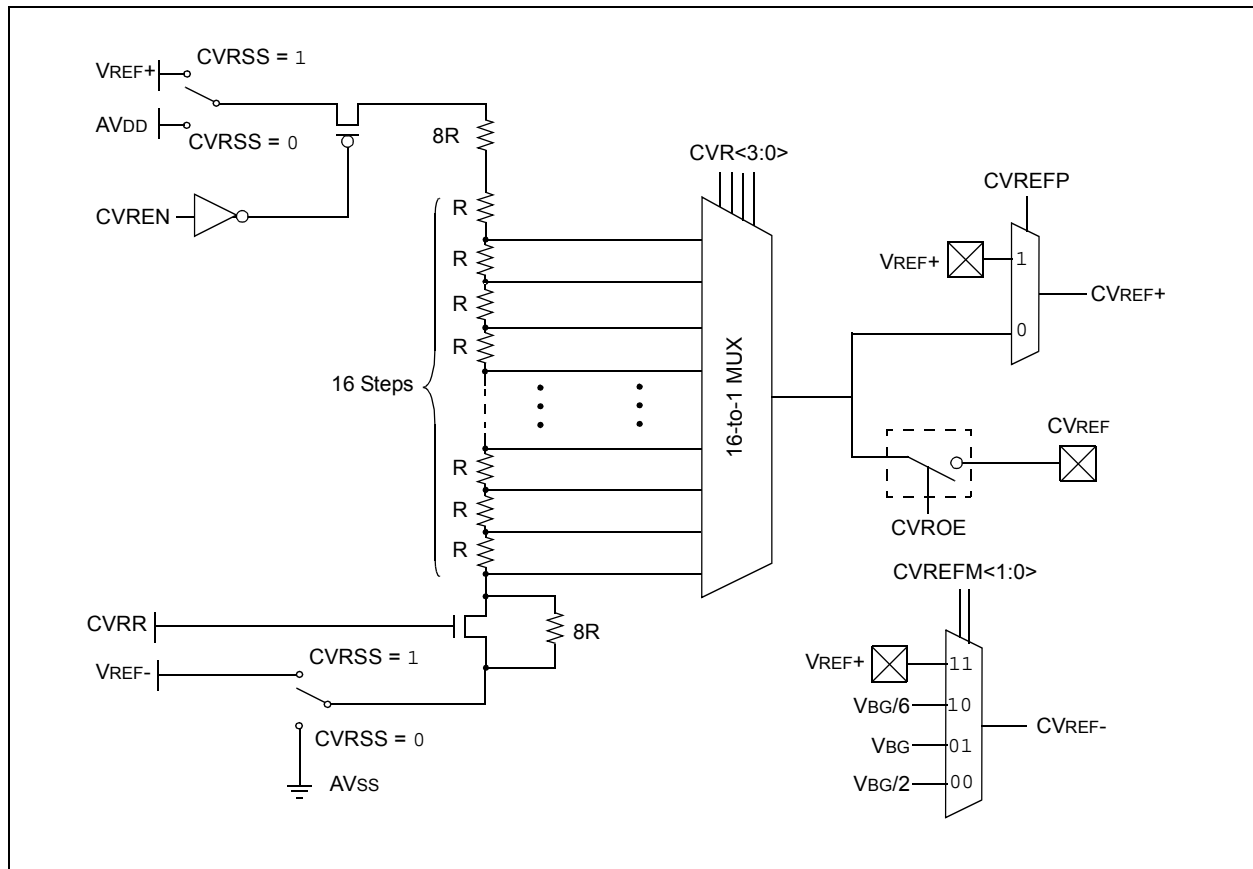 CVRSS = 1
VREF+
AVDD
8R
CVRSS = 0
CVR<3:0>
CVREFP
CVREN
R
R
VREF+
1
R
CVREF+
R
0
16 Steps
16-to-1 MUX
CVREF
R
R
CVROE
R
CVREFM<1:0>
CVRR
8R
CVRSS = 1
VREF-
VREF+
11
VBG/6
10
CVRSS = 0
VBG
01
CVREF-
AVSS
VBG/2
00